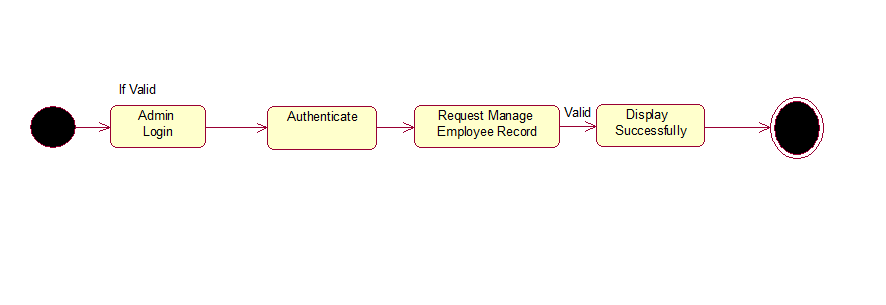 If Valid
Admin
Login
Authenticate
Request Manage
Employee Record
Valid
Display
Successfully